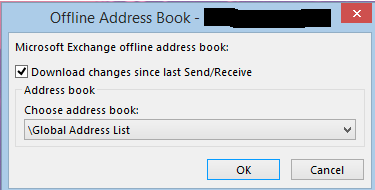 Offline Address Book -
Microsoft Exchange offline address book:
Download changes since last Send/Receive
Address book
Choose address book:
\Global Address List
OK Cancel